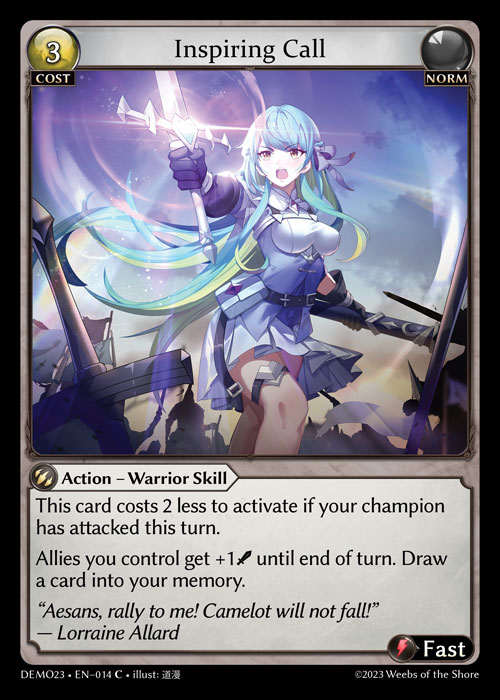 3
Inspiring Call
COST
NORM
Action – Warrior Skill
This card costs 2 less to activate if your champion
has attacked this turn.
Allies you control get +1 until end of turn. Draw
a card into your memory.
“Aesans, rally to me! Camelot will not fall!”
— Lorraine Allard
Fast
DEMO23 • EN–014 C • illust: 道漫
©2023 Weebs of the Shore